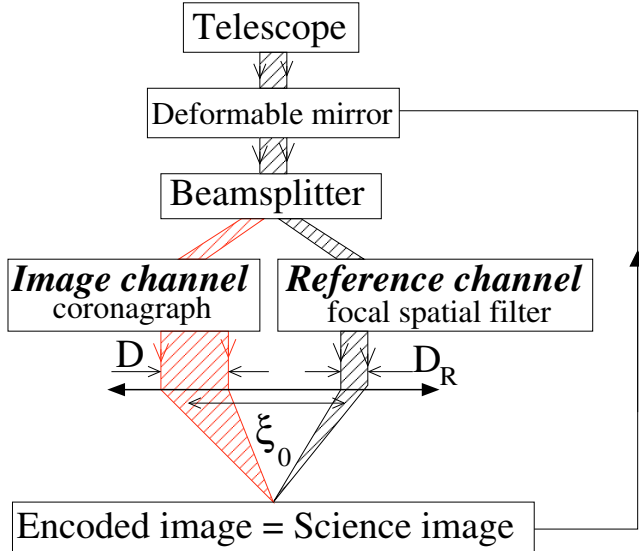 Telescope
Deformable mirror
Beamsplitter
Image channel
coronagraph
Reference channel
focal spatial filter
D
D_R
ξ_0
Encoded image = Science image